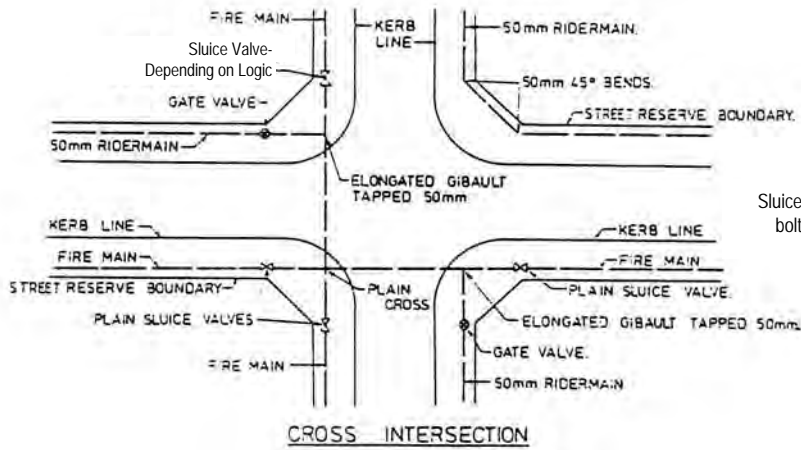 FIRE MAIN
KERB
LINE
50mm RIDERMAIN.
Sluice Valve-
Depending on Logic
50mm 45° BENDS.
GATE VALVE
STREET RESERVE BOUNDARY.
50mm RIDERMAIN
ELONGATED GIBAULT
TAPPED 50mm
Sluice
bolt
KERB LINE
KERB LINE
FIRE MAIN
FIRE MAIN
STREET RESERVE BOUNDARY
PLAIN
CROSS
PLAIN SLUICE VALVE.
PLAIN SLUICE VALVES
ELONGATED GIBAULT TAPPED 50mm.
GATE VALVE.
FIRE MAIN
50mm RIDERMAIN
CROSS INTERSECTION